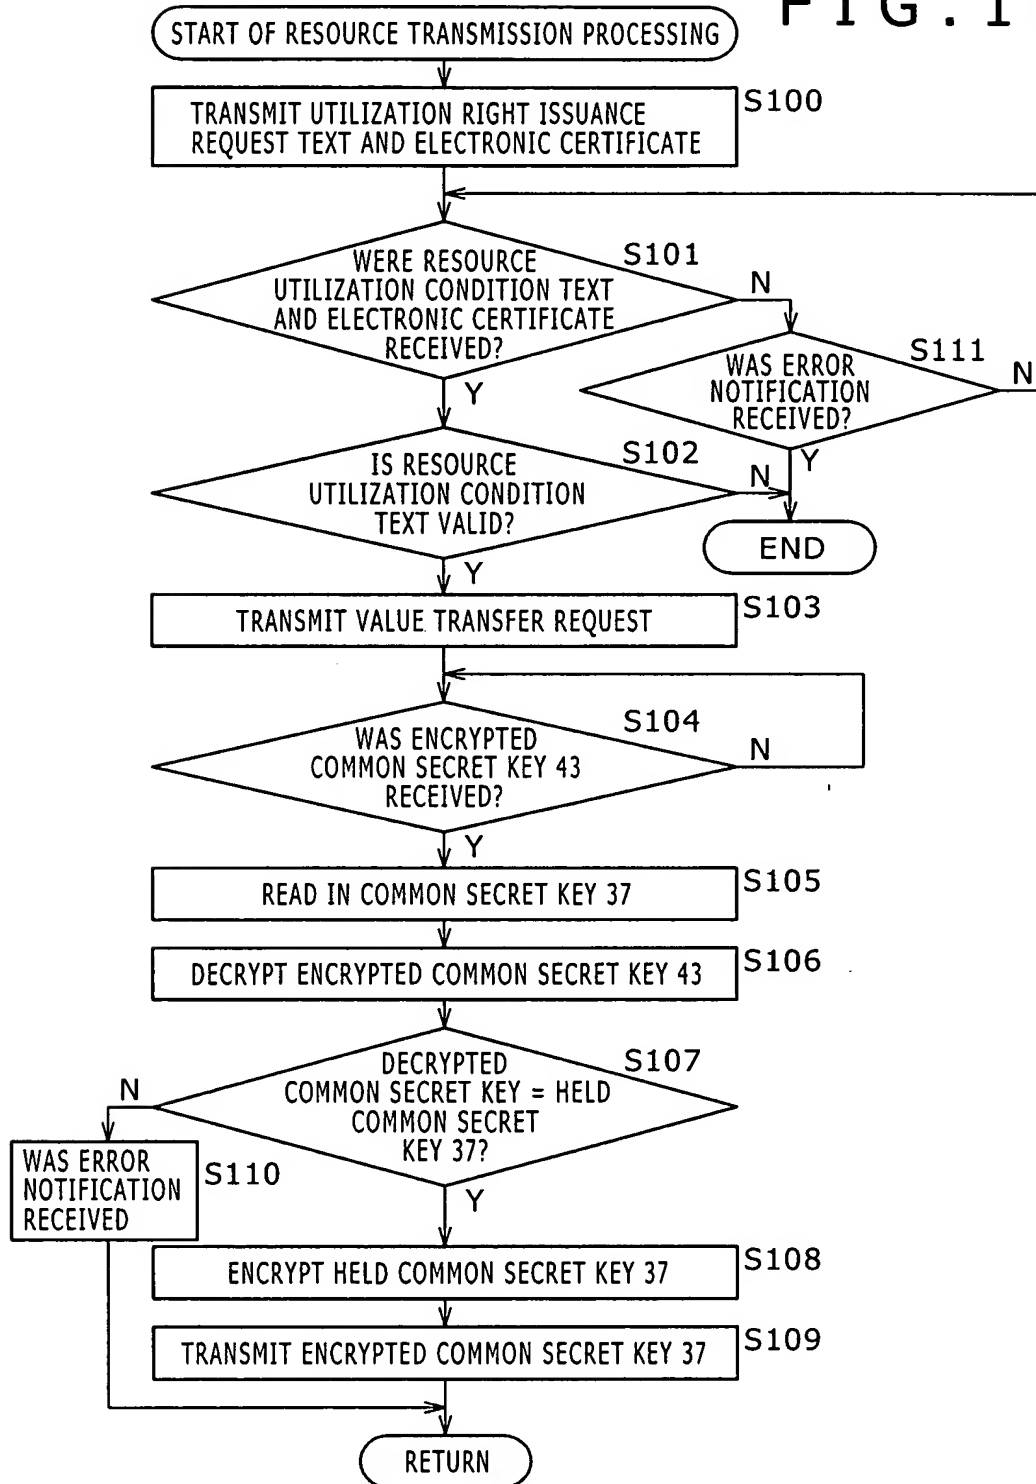 FIG.1
START OF RESOURCE TRANSMISSION PROCESSING
S100
TRANSMIT UTILIZATION RIGHT ISSUANCE
REQUEST TEXT AND ELECTRONIC CERTIFICATE
S101
WERE RESOURCE
UTILIZATION CONDITION TEXT
AND ELECTRONIC CERTIFICATE
RECEIVED?
N
Y
S111
WAS ERROR
NOTIFICATION
RECEIVED?
N
Y
S102
IS RESOURCE
UTILIZATION CONDITION
TEXT VALID?
N
Y
END
S103
TRANSMIT VALUE TRANSFER REQUEST
S104
WAS ENCRYPTED
COMMON SECRET KEY 43
RECEIVED?
N
Y
S105
READ IN COMMON SECRET KEY 37
S106
DECRYPT ENCRYPTED COMMON SECRET KEY 43
S107
DECRYPTED
COMMON SECRET KEY = HELD
COMMON SECRET
KEY 37?
N
Y
WAS ERROR
NOTIFICATION
RECEIVED
S110
S108
ENCRYPT HELD COMMON SECRET KEY 37
S109
TRANSMIT ENCRYPTED COMMON SECRET KEY 37
RETURN